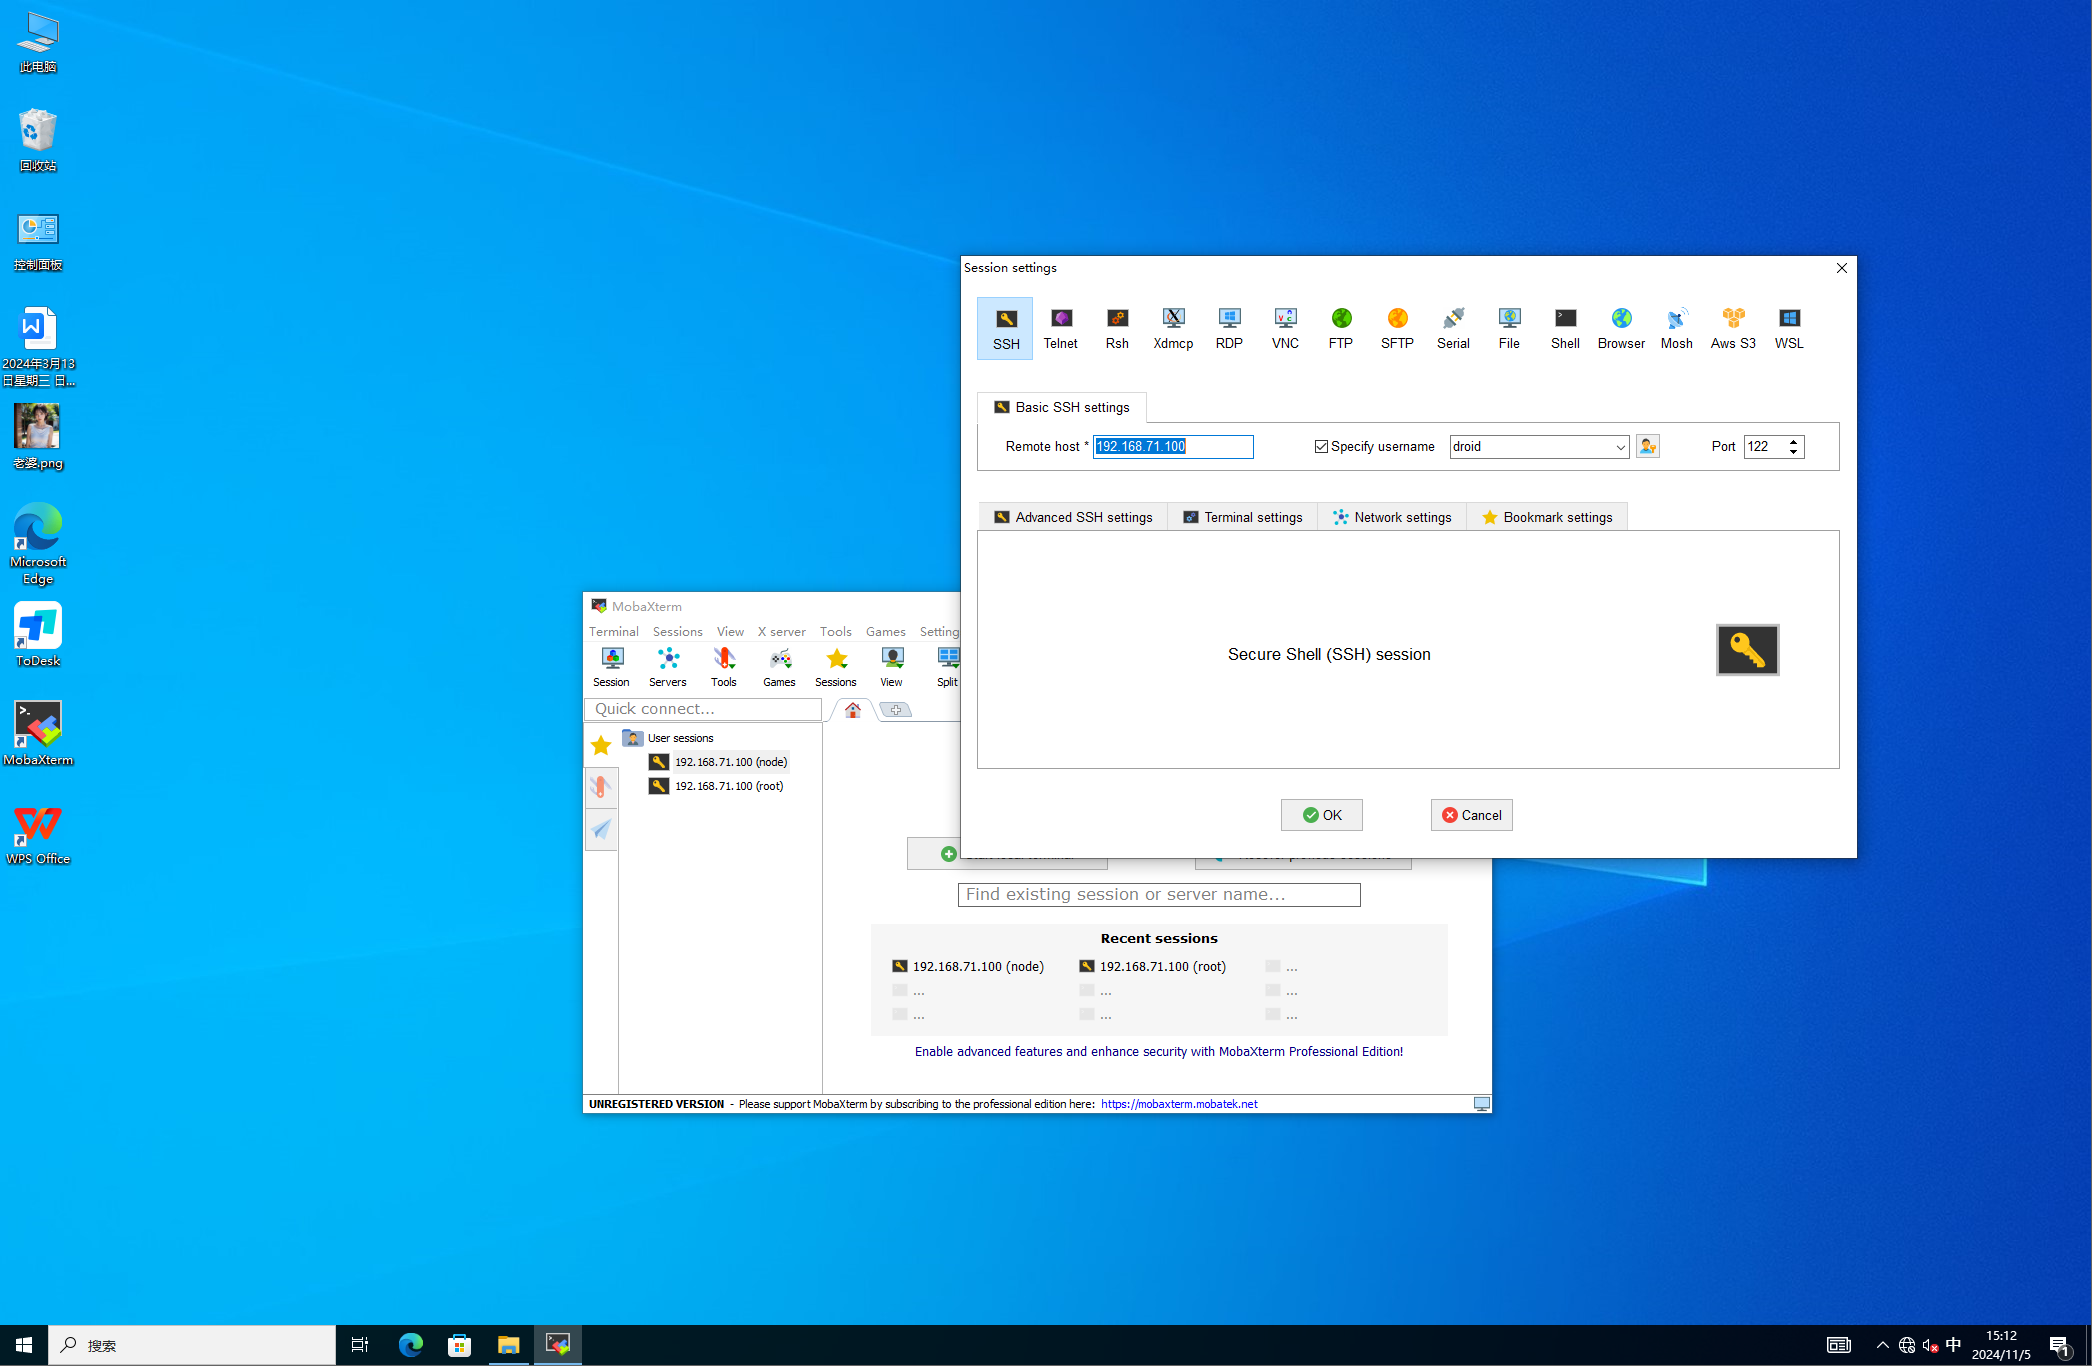 此电脑
回收站
控制面板
2024年3月13
日星期三 日...
老婆.png
Microsoft
Edge
ToDesk
MobaXterm
WPS Office
Session settings
SSH
Telnet
Rsh
Xdmcp
RDP
VNC
FTP
SFTP
Serial
File
Shell
Browser
Mosh
Aws S3
WSL
Basic SSH settings
Remote host * 192.168.71.100
Specify username droid
Port 122
Advanced SSH settings
Terminal settings
Network settings
Bookmark settings
Secure Shell (SSH) session
OK
Cancel
MobaXterm
Terminal Sessions View X server Tools Games Setting
Session
Servers
Tools
Games
Sessions
View
Split
Quick connect...
User sessions
192.168.71.100 (node)
192.168.71.100 (root)
Find existing session or server name...
Recent sessions
192.168.71.100 (node) 192.168.71.100 (root) ...
... ... ...
... ... ...
Enable advanced features and enhance security with MobaXterm Professional Edition!
UNREGISTERED VERSION - Please support MobaXterm by subscribing to the professional edition here: https://mobaxterm.mobatek.net
搜索
中
15:12
2024/11/5
1